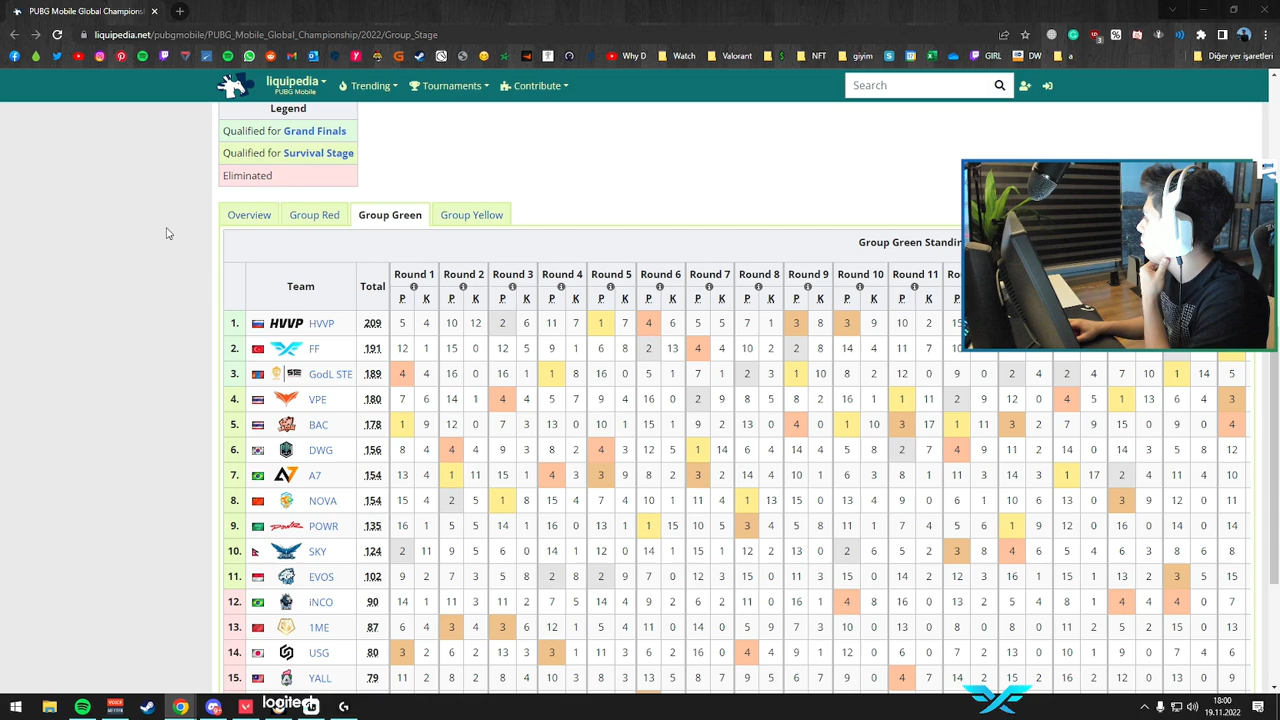 PUBG Mobile Global Championshi
liquipedia.net/pubgmobile/PUBG_Mobile_Global_Championship/2022/Group_Stage
Why D Watch Valorant $ NFT giyim GIRL DW a Diğer yer işaretleri
liquipedia PUBG Mobile Trending Tournaments Contribute Search
Legend
Qualified for Grand Finals
Qualified for Survival Stage
Eliminated
Overview Group Red Group Green Group Yellow
Group Green Standin
Team Total Round 1 Round 2 Round 3 Round 4 Round 5 Round 6 Round 7 Round 8 Round 9 Round 10 Round 11 Ro
P K P K P K P K P K P K P K P K P K P K P K P
1. HVVP HVVP 209 5 4 10 12 2 6 11 7 1 7 4 6 5 5 7 1 3 8 3 9 10 2 15
2. FF 191 12 1 15 0 12 5 9 1 6 8 2 13 4 4 10 2 2 8 14 4 11 7 10
3. STE GodL STE 189 4 4 16 0 16 1 1 8 16 0 5 1 7 1 2 3 1 10 8 2 12 0 2 4 2 4 7 10 1 14 5
4. VPE 180 7 6 14 1 4 4 5 7 9 4 16 0 2 9 8 5 8 2 16 1 1 11 2 9 12 0 4 5 1 13 6 4 3
5. BAC 178 1 9 12 0 7 3 13 0 10 1 15 1 9 2 13 0 4 0 1 10 3 17 1 11 3 2 7 9 15 0 9 0 4
6. DWG 156 8 4 4 4 9 3 8 2 4 3 12 5 1 14 6 4 14 4 5 8 2 7 4 9 11 2 14 0 14 3 5 8 12
7. A7 154 13 4 1 11 15 1 4 3 3 9 8 2 3 2 14 4 10 1 6 3 8 1 11 3 14 3 1 17 2 4 11 4 10
8. NOVA 154 15 4 2 5 1 8 15 4 7 4 10 1 11 4 1 13 15 0 13 4 9 0 10 6 13 0 3 9 12 0 11
9. POWR POWR 135 16 1 5 5 14 1 16 0 13 1 1 15 10 5 3 4 5 8 11 1 7 4 5 6 1 9 12 0 16 0 14 0 14
10. SKY 124 2 11 9 5 6 0 14 1 12 0 14 1 15 1 12 2 13 0 2 6 5 2 3 4 6 5 4 6 3 8 6 8
11. EVOS 102 9 2 7 3 5 8 2 8 2 9 7 0 12 3 15 0 11 3 15 0 14 2 12 3 16 1 15 1 13 2 3 5 15
12. iNCO 90 14 1 11 3 11 2 7 5 14 4 9 2 6 2 11 0 16 1 4 8 16 0 13 2 5 4 8 1 4 4 4 0 7
13. 1ME 87 6 4 3 4 3 6 12 1 5 4 11 0 14 0 5 9 7 3 10 0 13 0 8 0 8 0 11 2 5 2 15 0 13
14. USG 80 3 2 6 2 13 3 3 1 11 3 6 2 16 0 4 4 9 1 12 0 6 0 7 2 13 0 10 1 9 0 7 4 6
15. YALL 79 11 2 8 2 8 4 10 3 8 5 13 0 8 7 9 5 6 7 9 0 4 14 2 15 2 16 2 12 0 13 0 9
logitech
18:00
19.11.2022